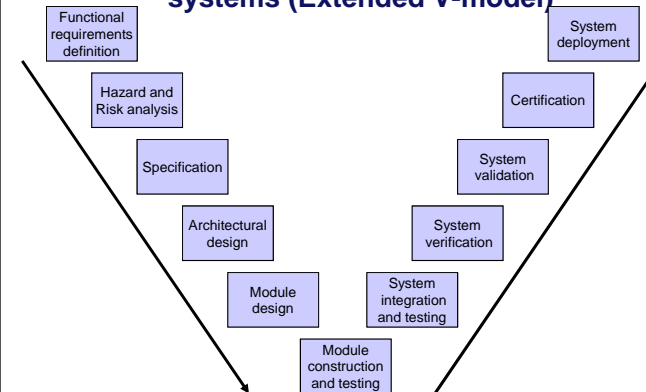 systems (Extended V-model)
Functional
requirements
definition
System
deployment
Hazard and
Risk analysis
Certification
Specification
System
validation
Architectural
design
System
verification
Module
design
System
integration
and testing
Module
construction
and testing